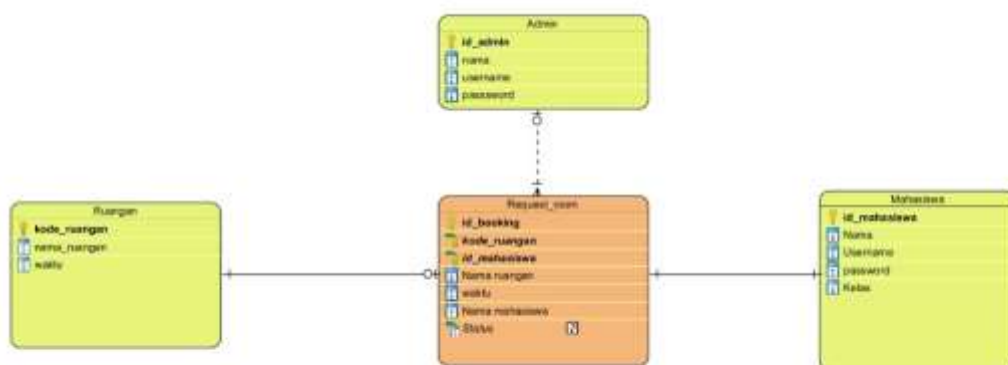 Admin
id_admin
nama
username
passsword
Ruangan
kode_ruangan
nama_ruangan
waktu
Request_room
id_booking
kode_ruangan
id_mahasiswa
Nama ruangan
waktu
Nama mahasiswa
Status
N
Mahasiswa
id_mahasiswa
Nama
Username
password
Kelas